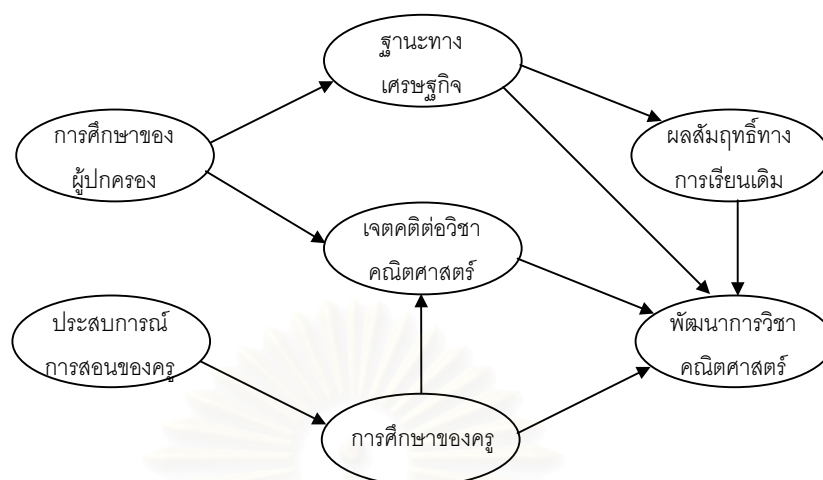 ฐานะทาง
เศรษฐกิจ
การศึกษาของ
ผู้ปกครอง
ผลสัมฤทธิ์ทาง
การเรียนเดิม
เจตคติต่อวิชา
คณิตศาสตร์
ประสบการณ์
การสอนของครู
พัฒนาการวิชา
คณิตศาสตร์
การศึกษาของครู